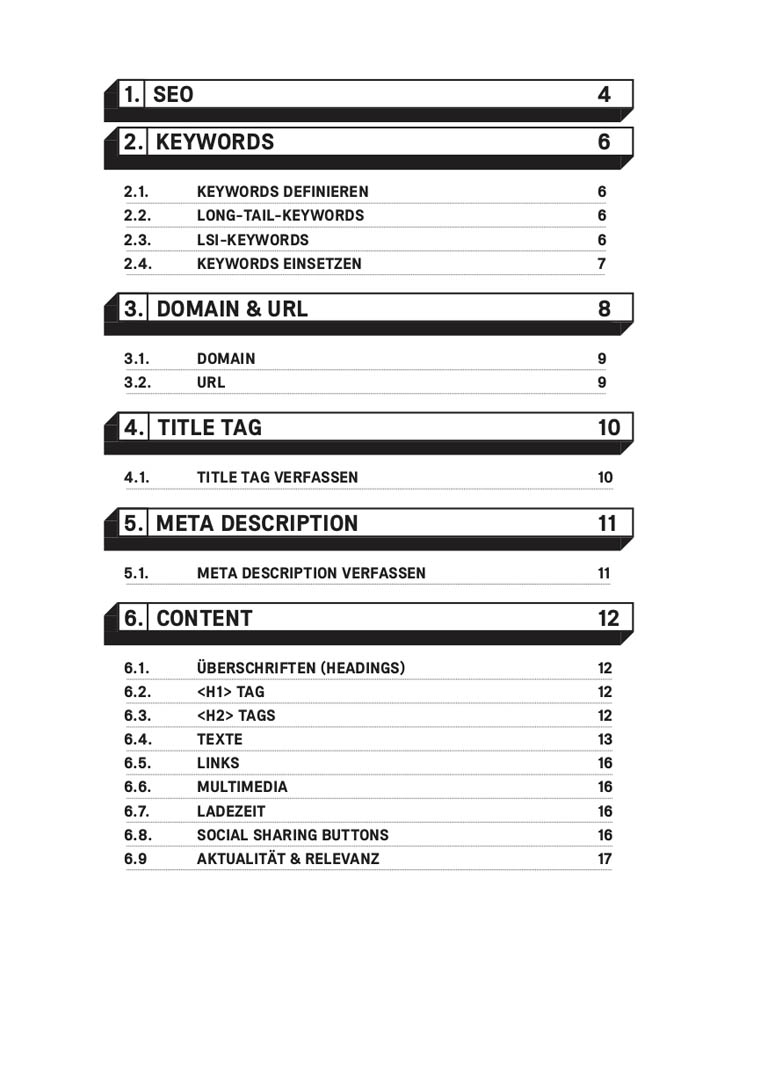 1. SEO 4
2. KEYWORDS 6
2.1. KEYWORDS DEFINIEREN 6
2.2. LONG-TAIL-KEYWORDS 6
2.3. LSI-KEYWORDS 6
2.4. KEYWORDS EINSETZEN 7
3. DOMAIN & URL 8
3.1. DOMAIN 9
3.2. URL 9
4. TITLE TAG 10
4.1. TITLE TAG VERFASSEN 10
5. META DESCRIPTION 11
5.1. META DESCRIPTION VERFASSEN 11
6. CONTENT 12
6.1. ÜBERSCHRIFTEN (HEADINGS) 12
6.2. <H1> TAG 12
6.3. <H2> TAGS 12
6.4. TEXTE 13
6.5. LINKS 16
6.6. MULTIMEDIA 16
6.7. LADEZEIT 16
6.8. SOCIAL SHARING BUTTONS 16
6.9 AKTUALITÄT & RELEVANZ 17